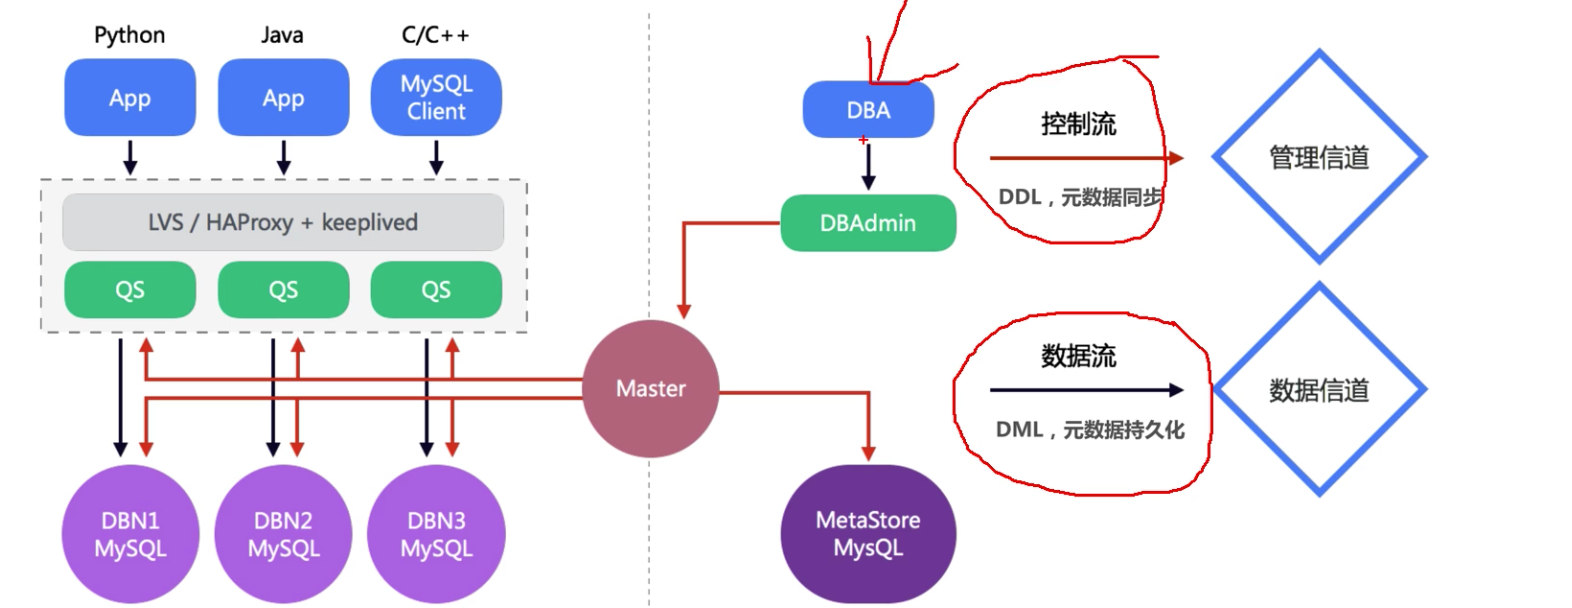 Python
Java
C/C++
App
App
MySQL
Client
LVS / HAProxy + keeplived
QS
QS
QS
DBN1
MySQL
DBN2
MySQL
DBN3
MySQL
Master
DBA
DBAdmin
MetaStore
MysQL
控制流
DDL，元数据同步
管理信道
数据流
DML，元数据持久化
数据信道